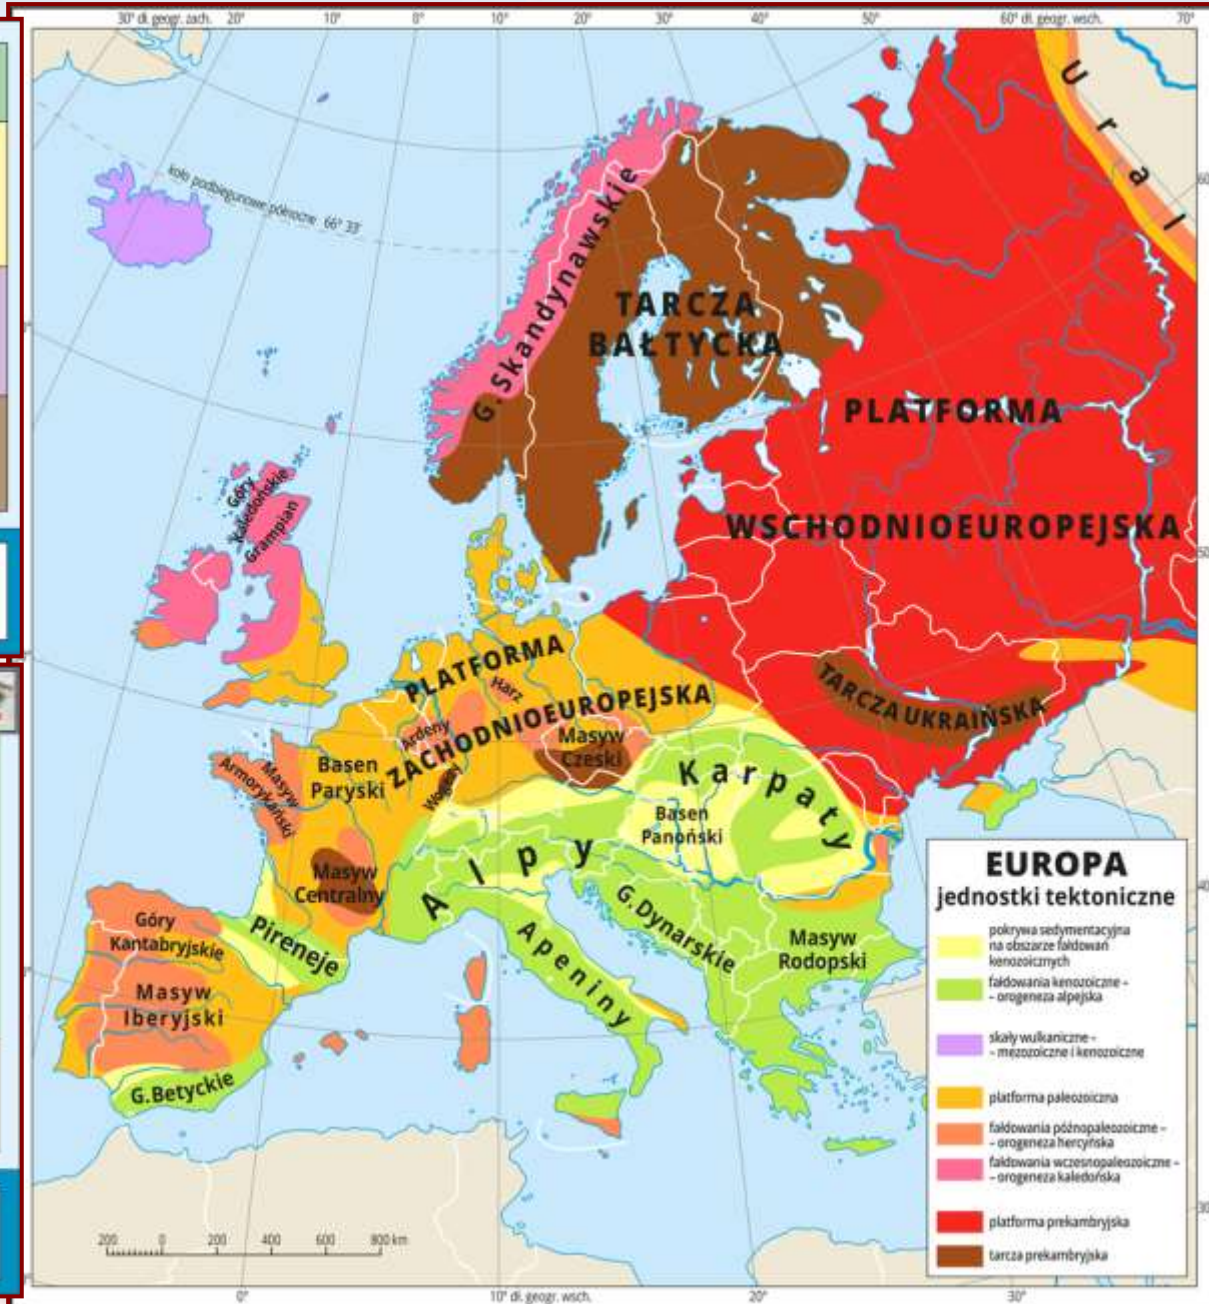 30° dł. geogr. zach.
20°
10°
0°
10°
20°
30°
40°
50°
60° dł. geogr. wsch.
70°
Ural
60
koło podbiegunowe północne 66° 33'
G. Skandynawskie
TARCZA
BAŁTYCKA
PLATFORMA
WSCHODNIOEUROPEJSKA
Góry
Kaledońskie
Grampian
50
PLATFORMA
ZACHODNIOEUROPEJSKA
Harz
Ardeny
TARCZA UKRAIŃSKA
Masyw
Czeski
Basen
Paryski
Wogezy
Masyw
Armorykański
Karpaty
Basen
Panoński
Alpy
Masyw
Centralny
40
Góry
Kantabryjskie
Pireneje
Apeniny
G. Dynarskie
Masyw
Rodopski
Masyw
Iberyjski
G.Betyckie
EUROPA
jednostki tektoniczne
pokrywa sedymentacyjna
na obszarze fałdowań
kenozoicznych
fałdowania kenozoiczne –
– orogeneza alpejska
skały wulkaniczne –
– mezozoiczne i kenozoiczne
platforma paleozoiczna
fałdowania późnopaleozoiczne –
– orogeneza hercyńska
fałdowania wczesnopaleozoiczne –
– orogeneza kaledońska
platforma prekambryjska
tarcza prekambryjska
30
200 0 200 400 600 800 km
0°
10° dł. geogr. wsch.
20°
30°